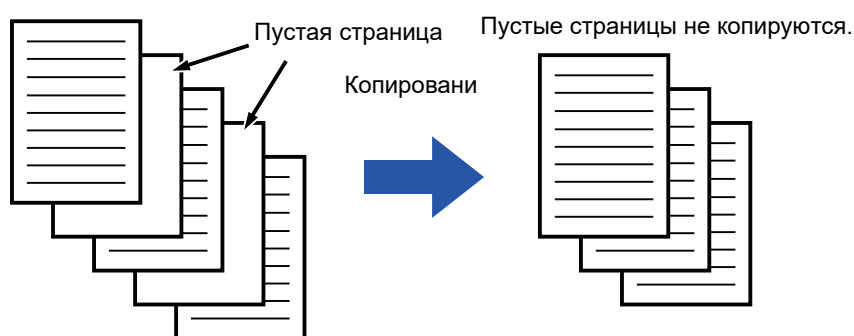 Пустая страница
Пустые страницы не копируются.
Копировани